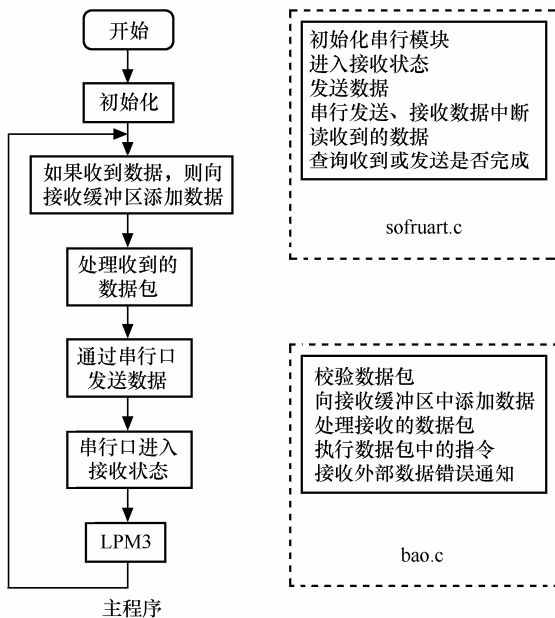 开始
初始化
如果收到数据，则向
接收缓冲区添加数据
处理收到的
数据包
通过串行口
发送数据
串行口进入
接收状态
LPM3
主程序
初始化串行模块
进入接收状态
发送数据
串行发送、接收数据中断
读收到的数据
查询收到或发送是否完成
sofruart.c
校验数据包
向接收缓冲区中添加数据
处理接收的数据包
执行数据包中的指令
接收外部数据错误通知
bao.c